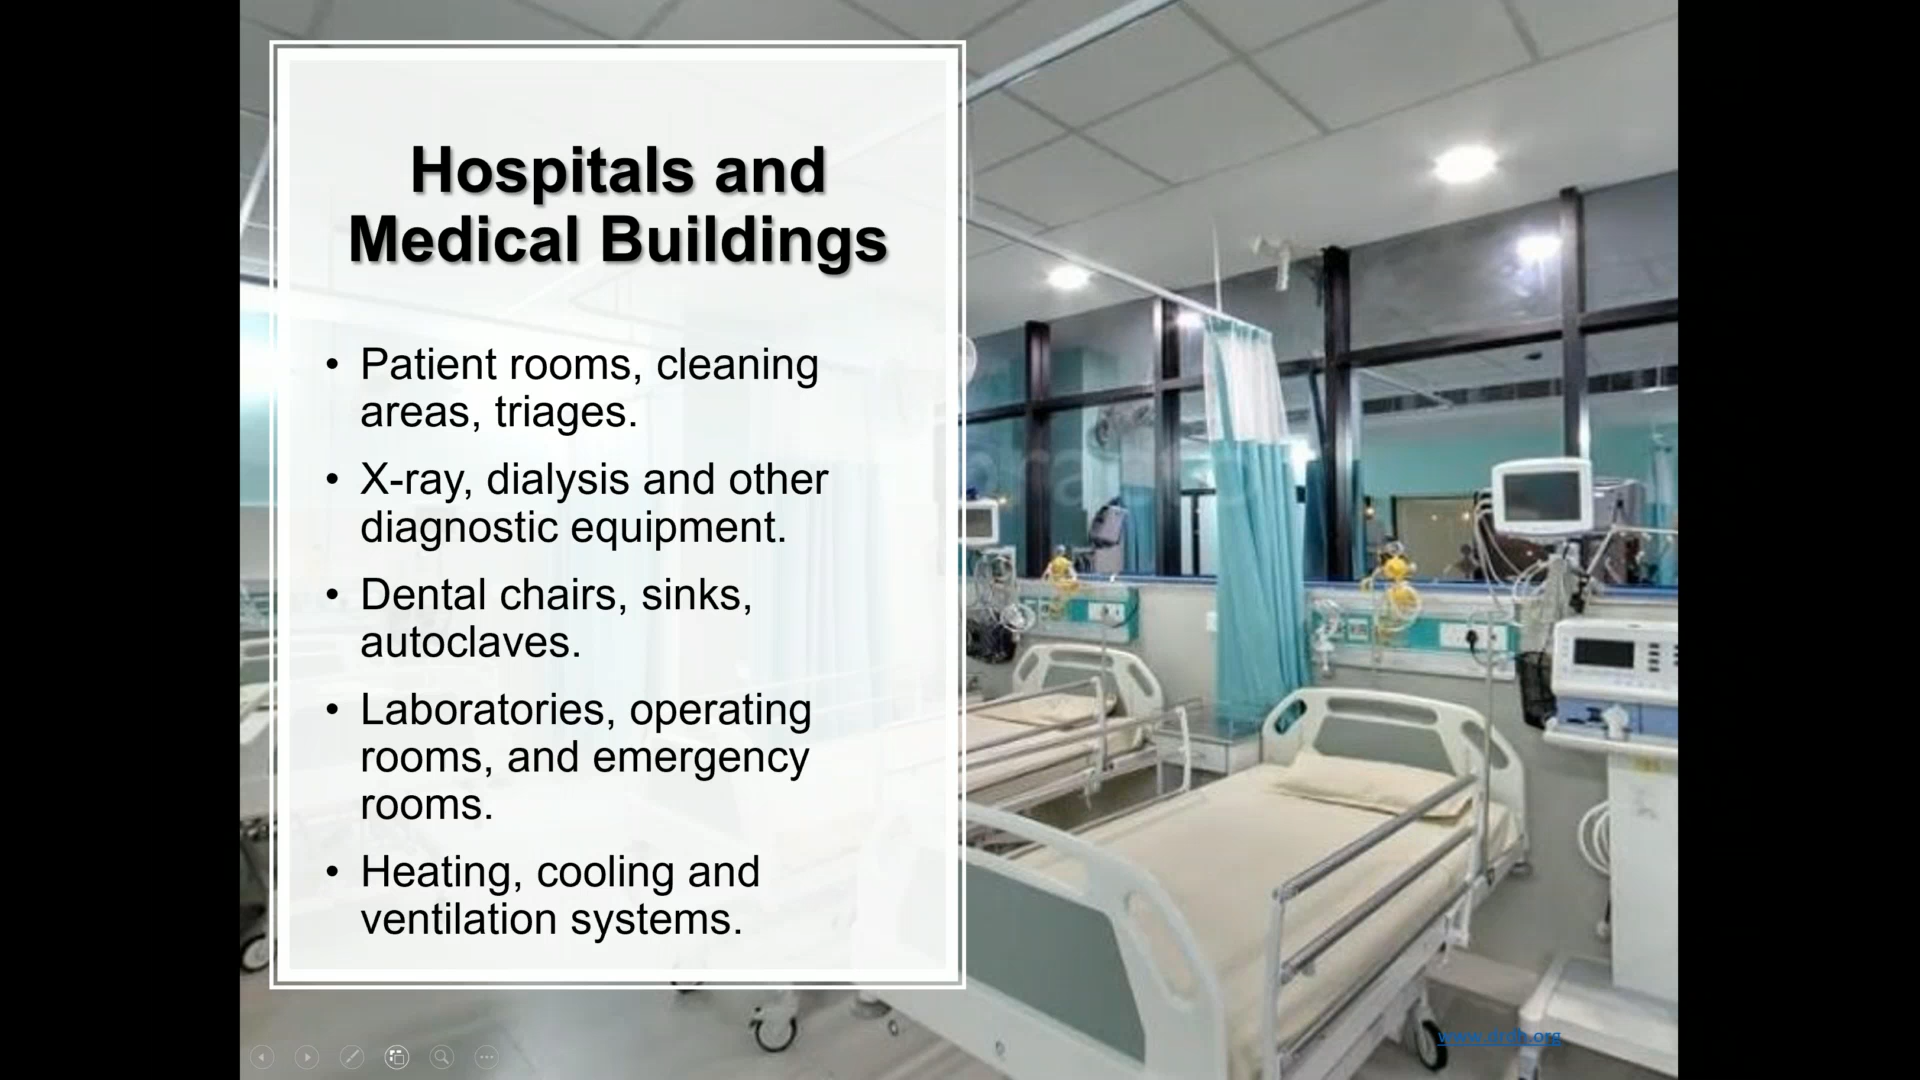 Hospitals and
Medical Buildings
• Patient rooms, cleaning
areas, triages.
• X-ray, dialysis and other
diagnostic equipment.
• Dental chairs, sinks,
autoclaves.
• Laboratories, operating
rooms, and emergency
rooms.
• Heating, cooling and
ventilation systems.